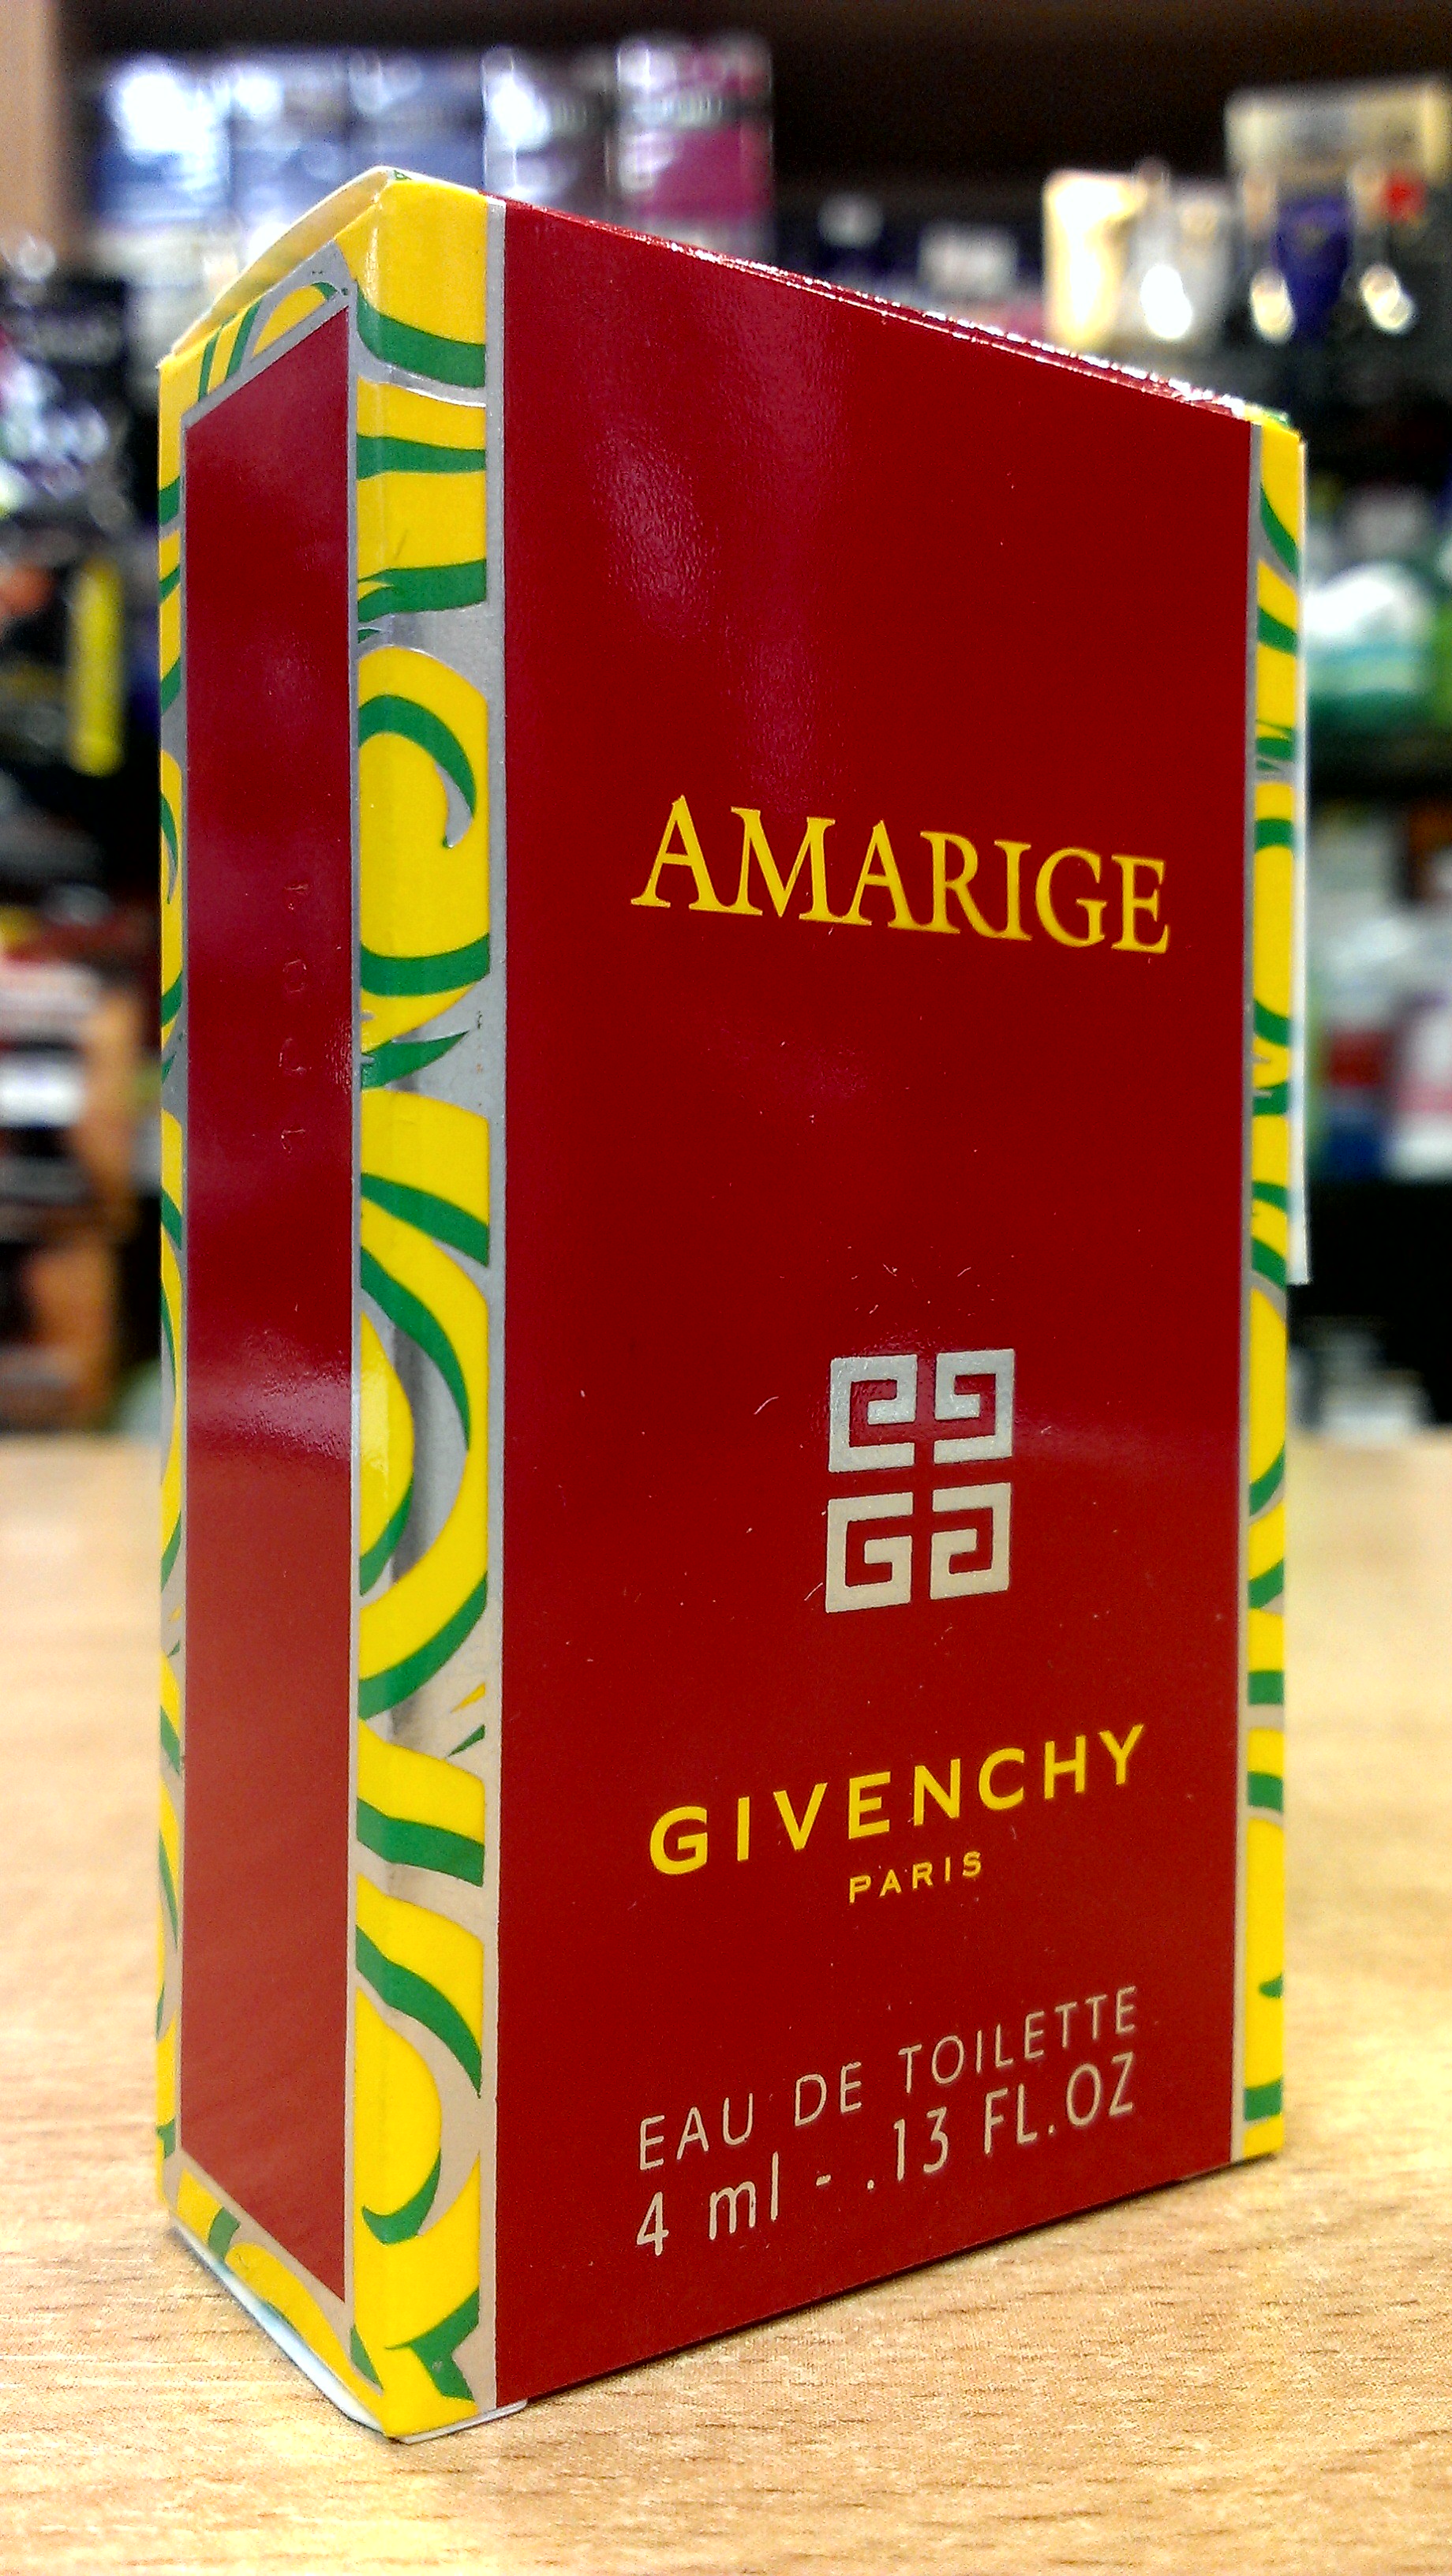 AMARIGE
GIVENCHY
PARIS
EAU DE TOILETTE
4 ml - .13 FL.OZ